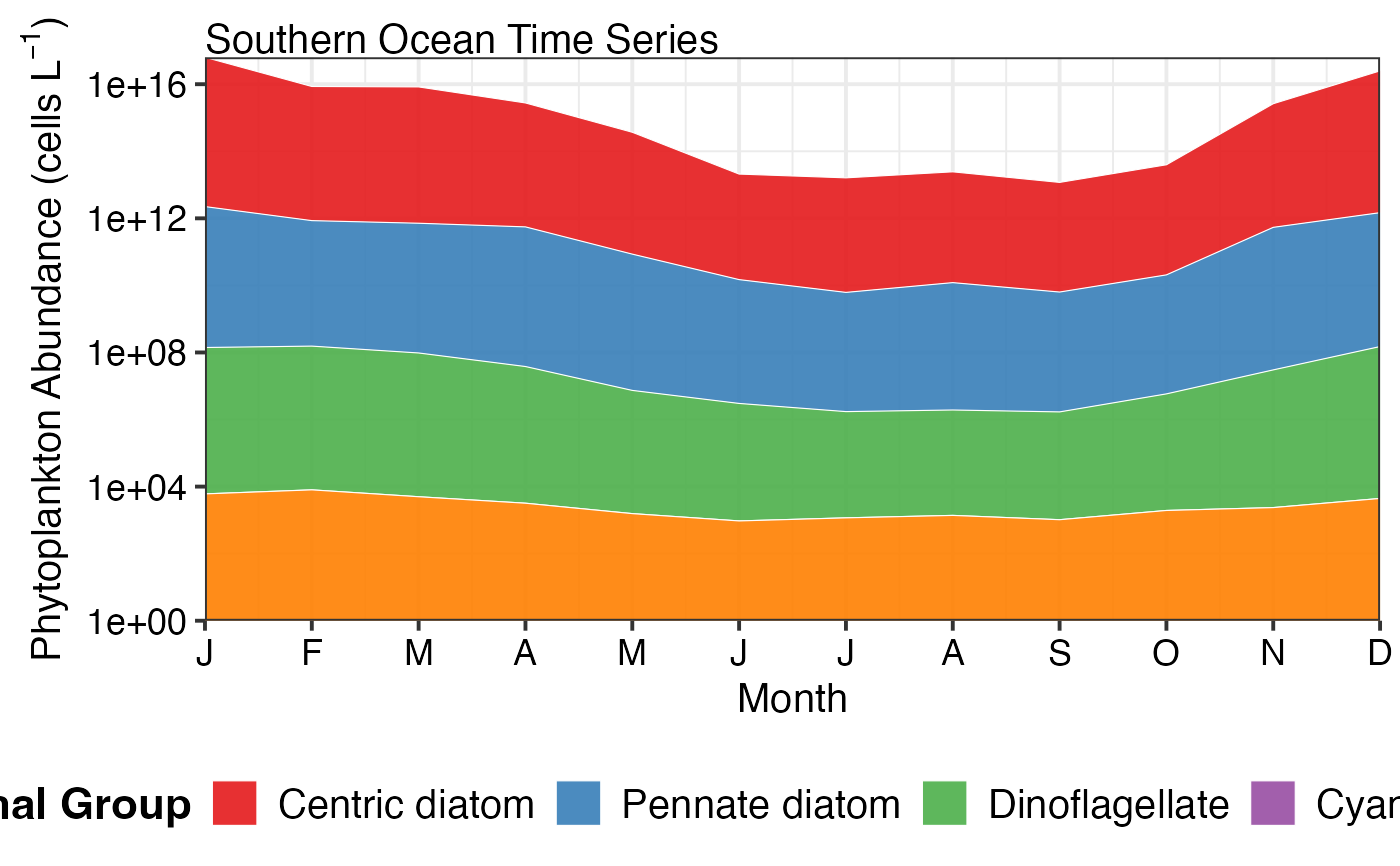 Southern Ocean Time Series
Phytoplankton Abundance (cells L⁻¹)
1e+16
1e+12
1e+08
1e+04
1e+00
J F M A M J J A S O N D
Month
nal Group Centric diatom Pennate diatom Dinoflagellate Cyan